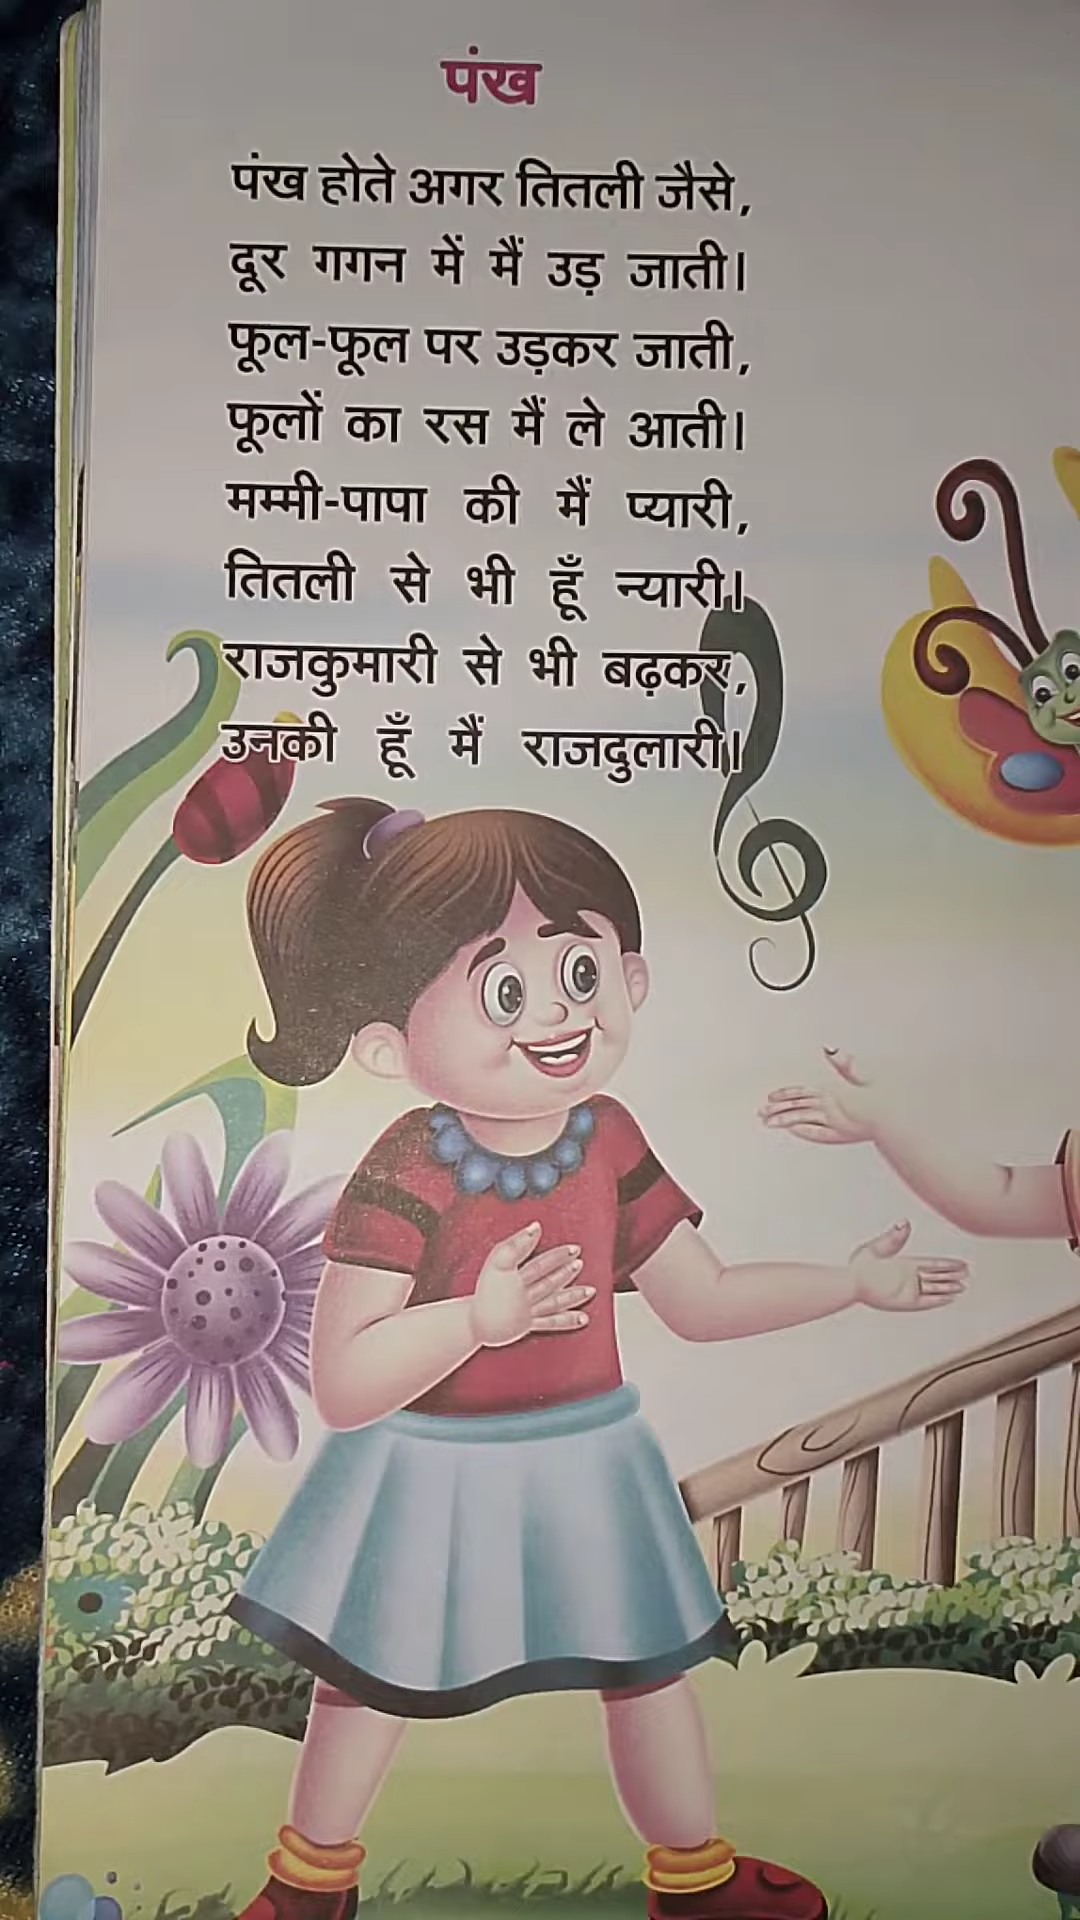 पंख
पंख होते अगर तितली जैसे,
दूर गगन में मैं उड़ जाती।
फूल-फूल पर उड़कर जाती,
फूलों का रस मैं ले आती।
मम्मी-पापा की मैं प्यारी,
तितली से भी हूँ न्यारी।
राजकुमारी से भी बढ़कर,
उनकी हूँ मैं राजदुलारी।